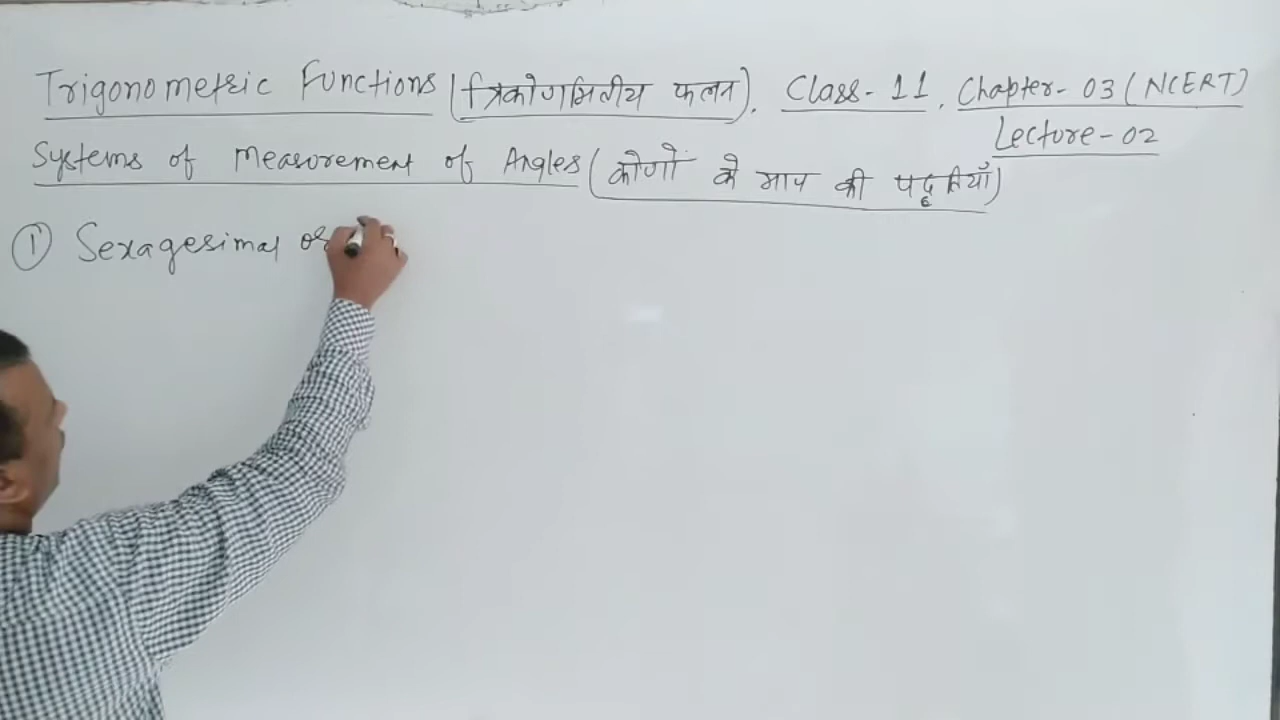 Trigonometric Functions (त्रिकोणमितीय फलन). Class-11, Chapter-03 (NCERT)
Lecture-02
Systems of Measurement of Angles (कोणों के माप की पद्धतियाँ)
① Sexagesimal or